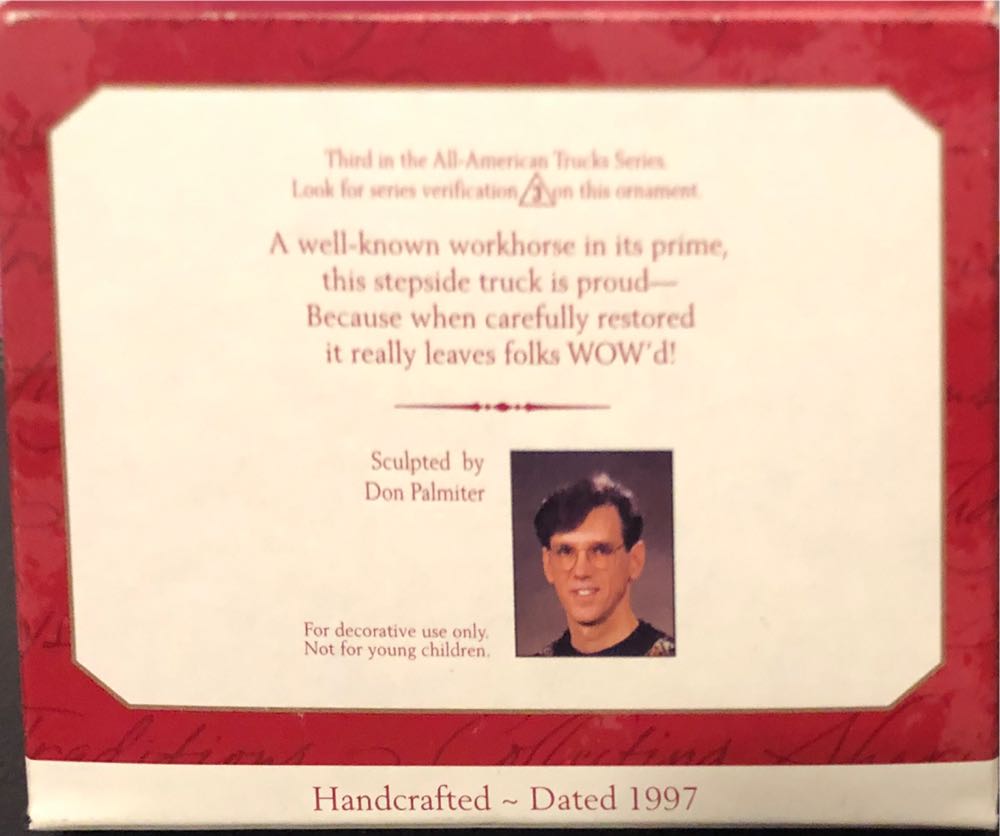 Third in the All-American Trucks Series.
Look for series verification 3 on this ornament.
A well-known workhorse in its prime,
this stepside truck is proud—
Because when carefully restored
it really leaves folks WOW'd!
Sculpted by
Don Palmiter
For decorative use only.
Not for young children.
Traditions ~ Collecting
Handcrafted ~ Dated 1997